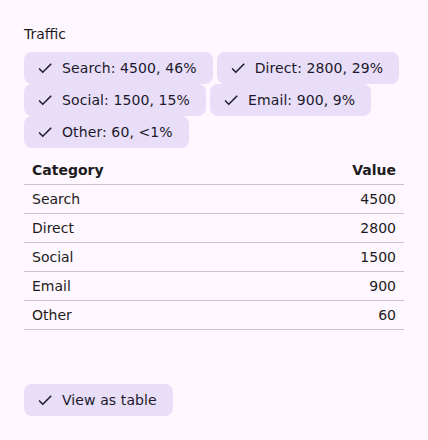 Traffic
Search: 4500, 46% Direct: 2800, 29%
Social: 1500, 15% Email: 900, 9%
Other: 60, <1%
Category Value
Search 4500
Direct 2800
Social 1500
Email 900
Other 60
View as table